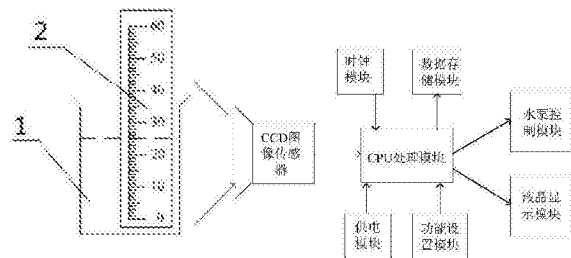 2
1
60
50
40
30
20
10
0
CCD图
像传感
器
时钟
模块
数据存
储模块
CPU处理模块
水泵控
制模块
液晶显
示模块
供电
模块
功能设
置模块